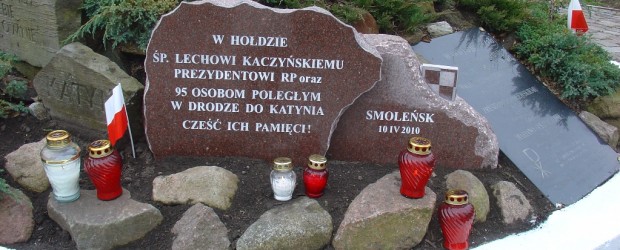 W HOŁDZIE
ŚP. LECHOWI KACZYŃSKIEMU
PREZYDENTOWI RP oraz
95 OSOBOM POLEGŁYM
W DRODZE DO KATYNIA
CZEŚĆ ICH PAMIĘCI!
SMOLEŃSK
10 IV 2010